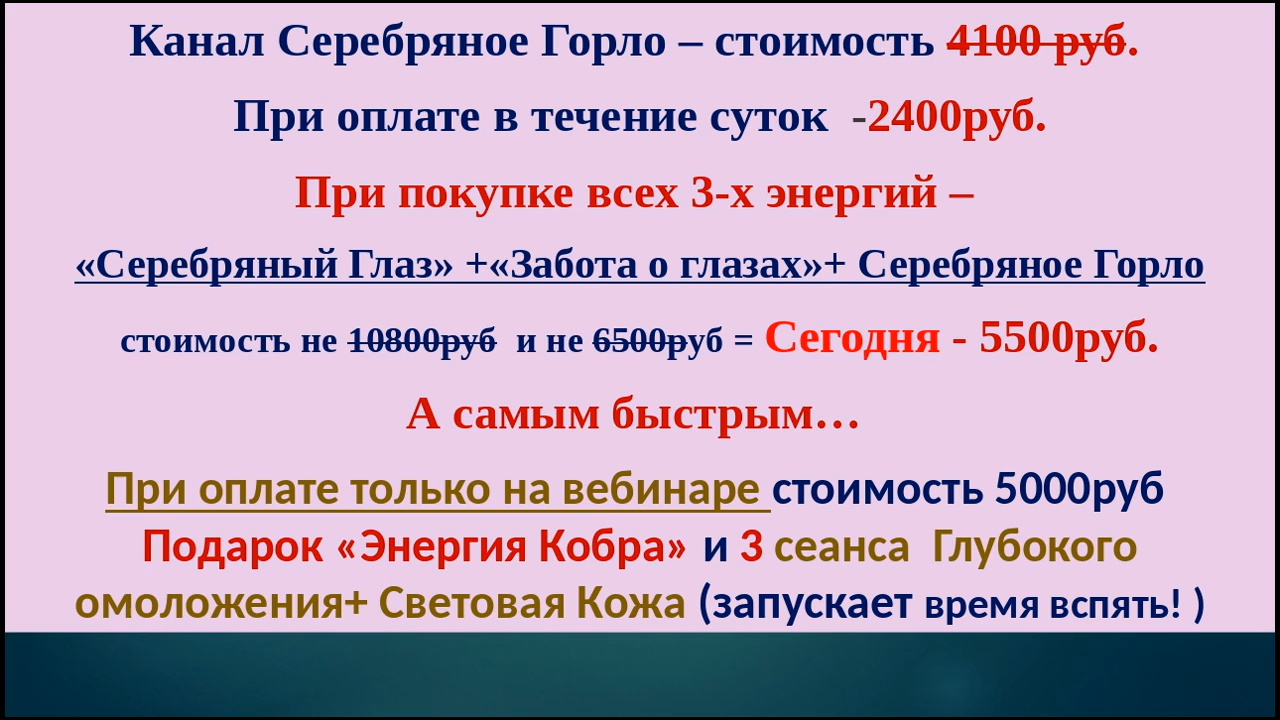 Канал Серебряное Горло – стоимость 4100 руб.
При оплате в течение суток -2400руб.
При покупке всех 3-х энергий –
«Серебряный Глаз» +«Забота о глазах»+ Серебряное Горло
стоимость не 10800руб и не 6500руб = Сегодня - 5500руб.
А самым быстрым…
При оплате только на вебинаре стоимость 5000руб
Подарок «Энергия Кобра» и 3 сеанса Глубокого
омоложения+ Световая Кожа (запускает время вспять! )